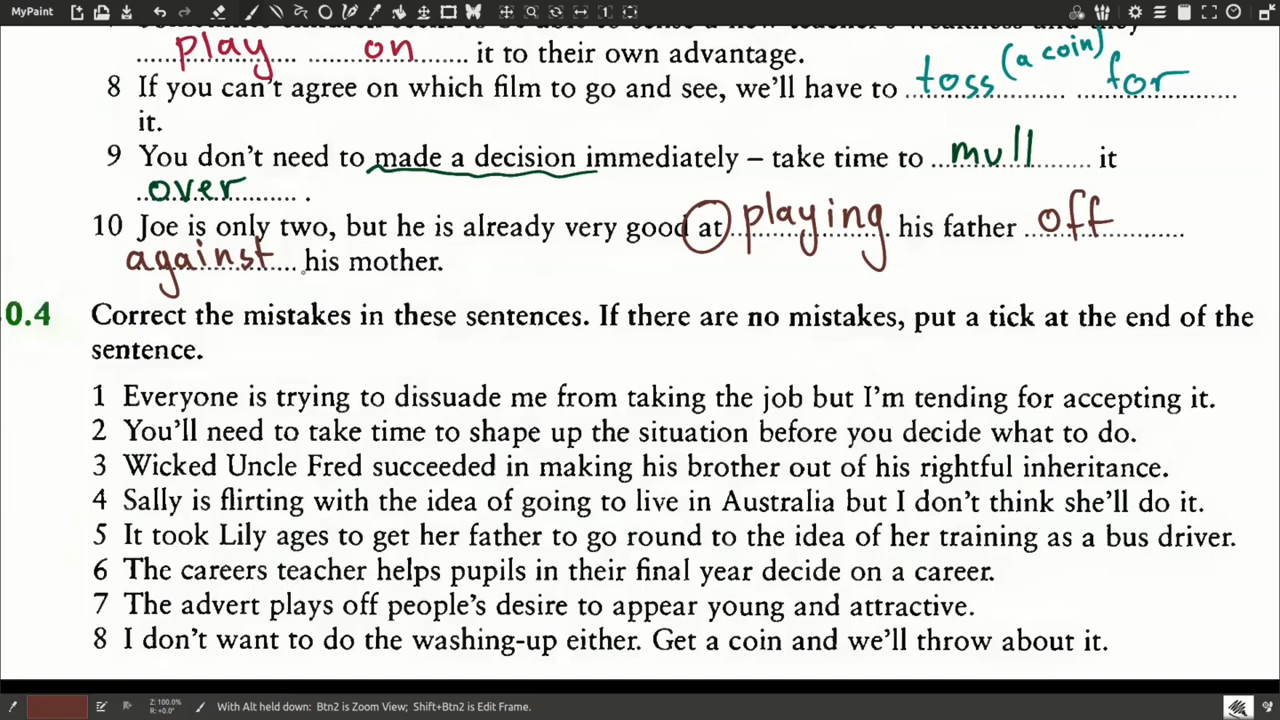 MyPaint
play on it to their own advantage.
(a coin)
8 If you can't agree on which film to go and see, we'll have to toss for
it.
9 You don't need to made a decision immediately – take time to mull it
over .
10 Joe is only two, but he is already very good at playing his father off
against his mother.
0.4 Correct the mistakes in these sentences. If there are no mistakes, put a tick at the end of the
sentence.
1 Everyone is trying to dissuade me from taking the job but I'm tending for accepting it.
2 You'll need to take time to shape up the situation before you decide what to do.
3 Wicked Uncle Fred succeeded in making his brother out of his rightful inheritance.
4 Sally is flirting with the idea of going to live in Australia but I don't think she'll do it.
5 It took Lily ages to get her father to go round to the idea of her training as a bus driver.
6 The careers teacher helps pupils in their final year decide on a career.
7 The advert plays off people's desire to appear young and attractive.
8 I don't want to do the washing-up either. Get a coin and we'll throw about it.
Z: 100.0%
R: +0.0°
With Alt held down: Btn2 is Zoom View; Shift+Btn2 is Edit Frame.